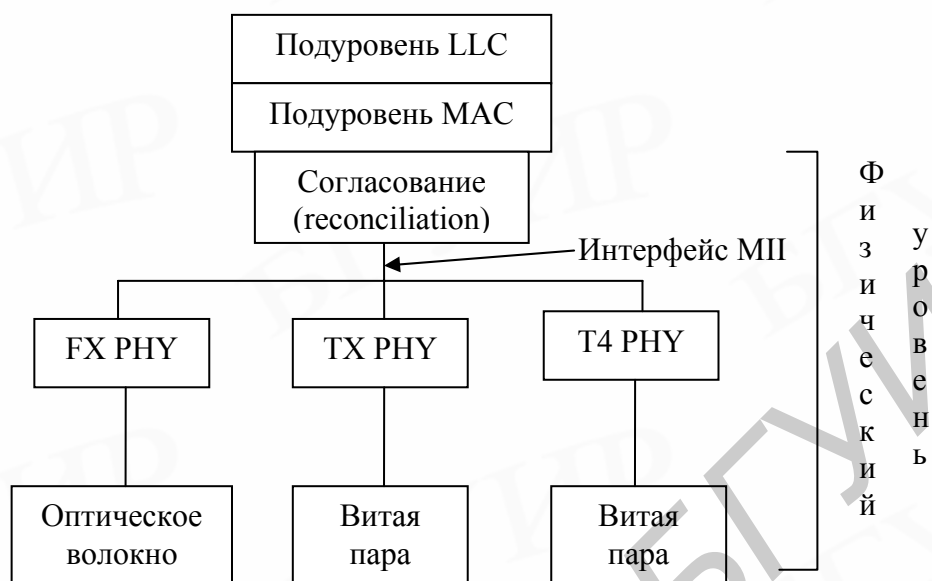 Подуровень LLC
Подуровень MAC
Согласование
(reconciliation)
Интерфейс MII
FX PHY
TX PHY
T4 PHY
Оптическое
волокно
Витая
пара
Витая
пара
Физический
уровень
БГУИ